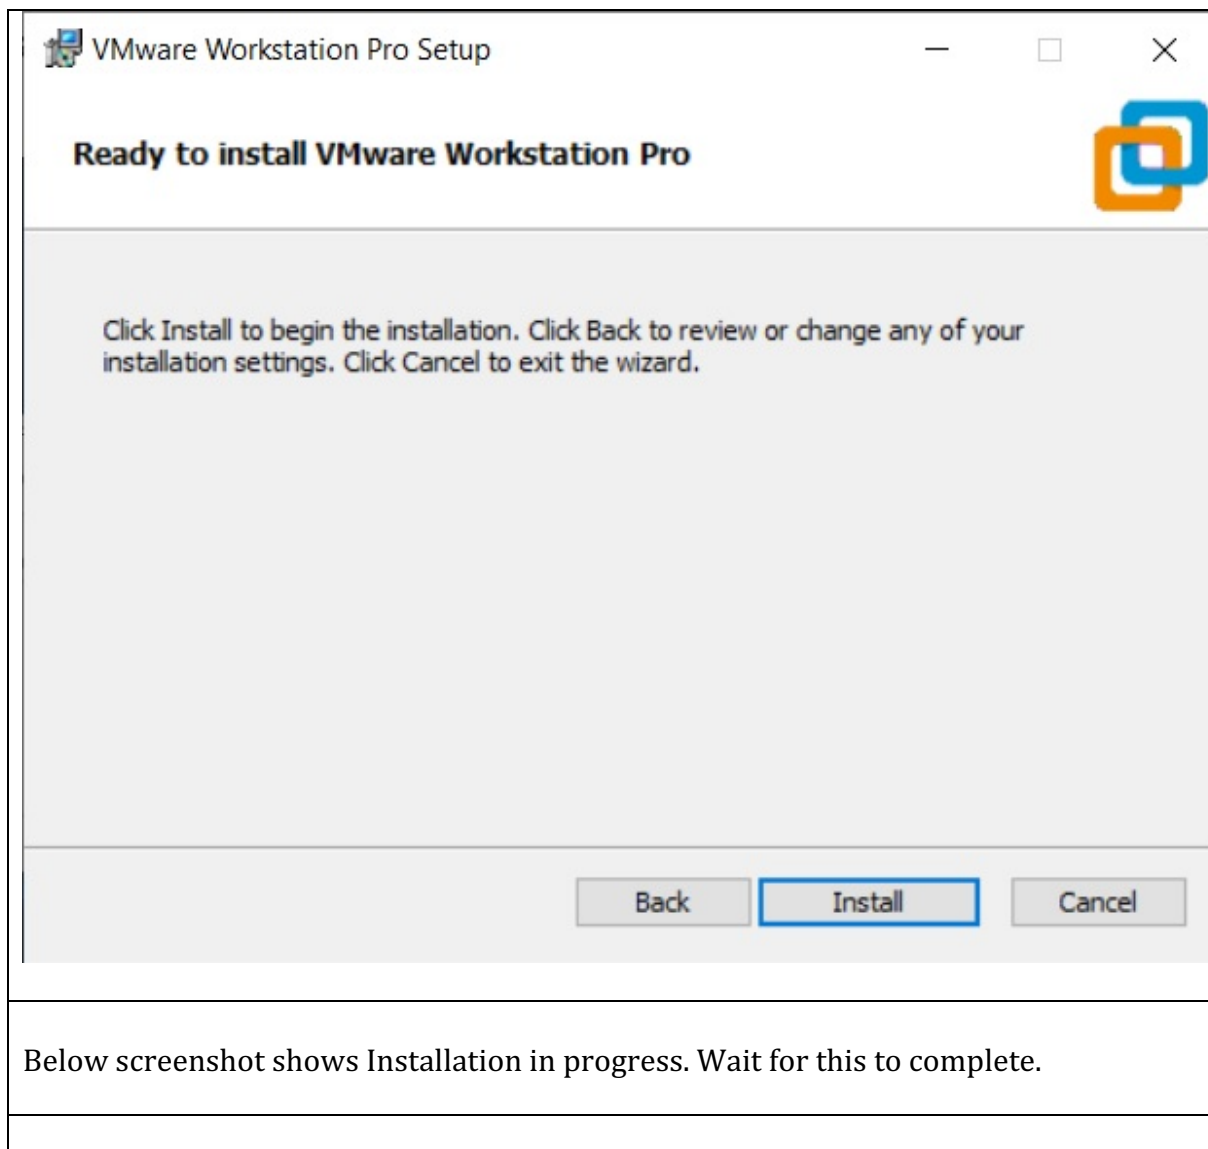 VMware Workstation Pro Setup
Ready to install VMware Workstation Pro
Click Install to begin the installation. Click Back to review or change any of your
installation settings. Click Cancel to exit the wizard.
Back Install Cancel
Below screenshot shows Installation in progress. Wait for this to complete.